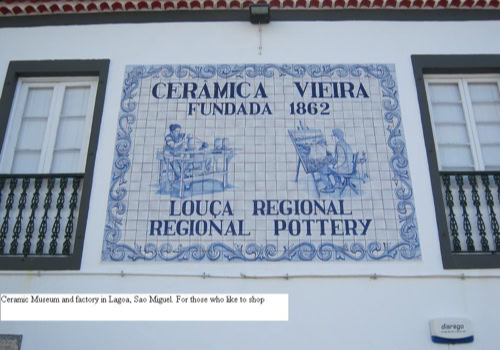 CERÂMICA VIEIRA
FUNDADA 1862
LOUÇA REGIONAL
REGIONAL POTTERY
Ceramic Museum and factory in Lagoa, Sao Miguel. For those who like to shop